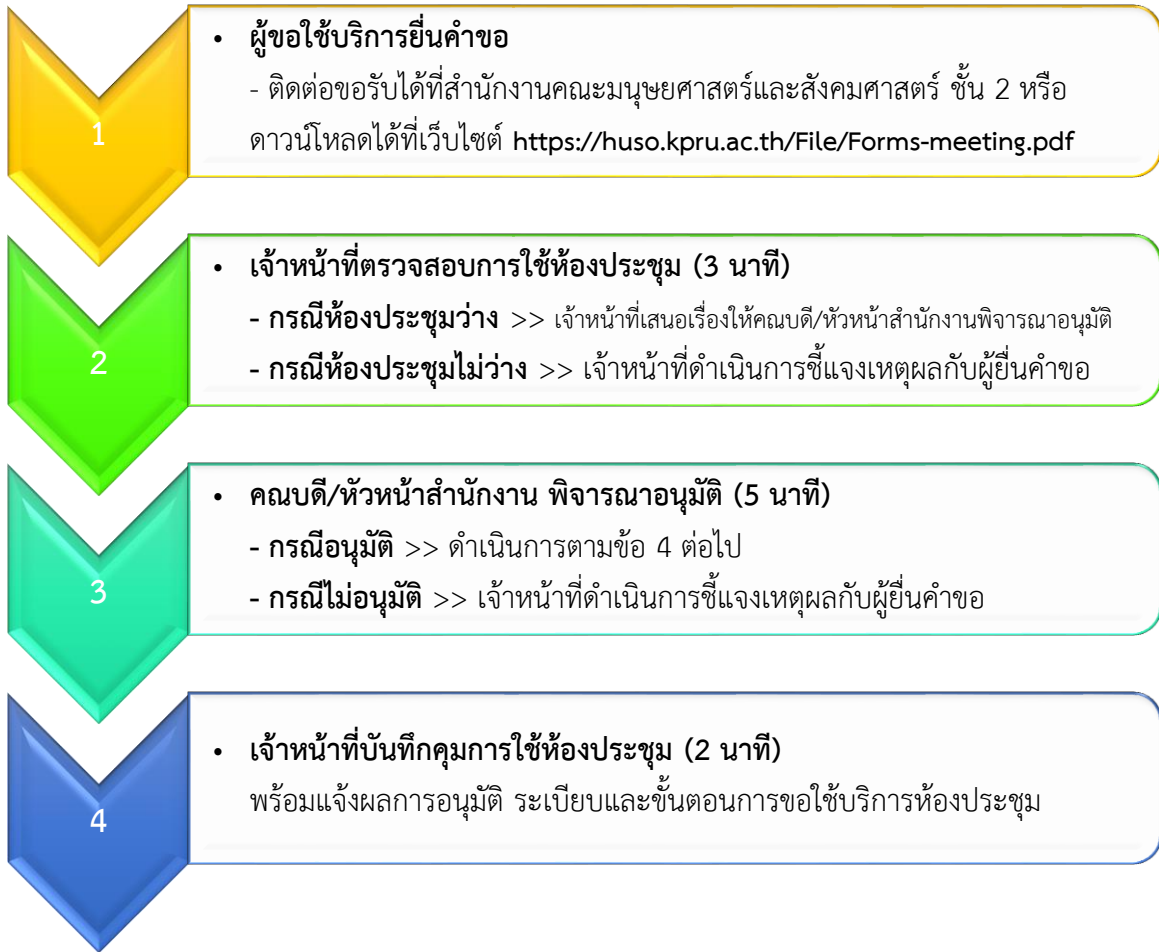 1
• ผู้ขอใช้บริการยื่นคำขอ
- ติดต่อขอรับได้ที่สำนักงานคณะมนุษยศาสตร์และสังคมศาสตร์ ชั้น 2 หรือ
ดาวน์โหลดได้ที่เว็บไซต์ https://huso.kpru.ac.th/File/Forms-meeting.pdf
2
• เจ้าหน้าที่ตรวจสอบการใช้ห้องประชุม (3 นาที)
- กรณีห้องประชุมว่าง >> เจ้าหน้าที่เสนอเรื่องให้คณบดี/หัวหน้าสำนักงานพิจารณาอนุมัติ
- กรณีห้องประชุมไม่ว่าง >> เจ้าหน้าที่ดำเนินการชี้แจงเหตุผลกับผู้ยื่นคำขอ
3
• คณบดี/หัวหน้าสำนักงาน พิจารณาอนุมัติ (5 นาที)
- กรณีอนุมัติ >> ดำเนินการตามข้อ 4 ต่อไป
- กรณีไม่อนุมัติ >> เจ้าหน้าที่ดำเนินการชี้แจงเหตุผลกับผู้ยื่นคำขอ
4
• เจ้าหน้าที่บันทึกคุมการใช้ห้องประชุม (2 นาที)
พร้อมแจ้งผลการอนุมัติ ระเบียบและขั้นตอนการขอใช้บริการห้องประชุม